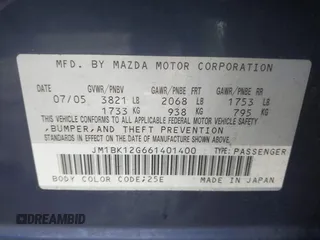 MFD. BY MAZDA MOTOR CORPORATION
GVWR/PNBV GAWR/PNBE FRT GAWR/PNBE RR
07/05 3821 LB 2068 LB 1753 LB
1733 KG 938 KG 795 KG
THIS VEHICLE CONFORMS TO ALL APPLICABLE FEDERAL MOTOR VEHICLE SAFETY
,BUMPER,AND THEFT PREVENTION
STANDARDS IN EFFECT ON THE DATE OF MANUFACTURE SHOWN ABOVE.
JM1BK12G661401400 TYPE:PASSENGER
BODY COLOR CODE:25E MADE IN JAPAN
DREAMBID